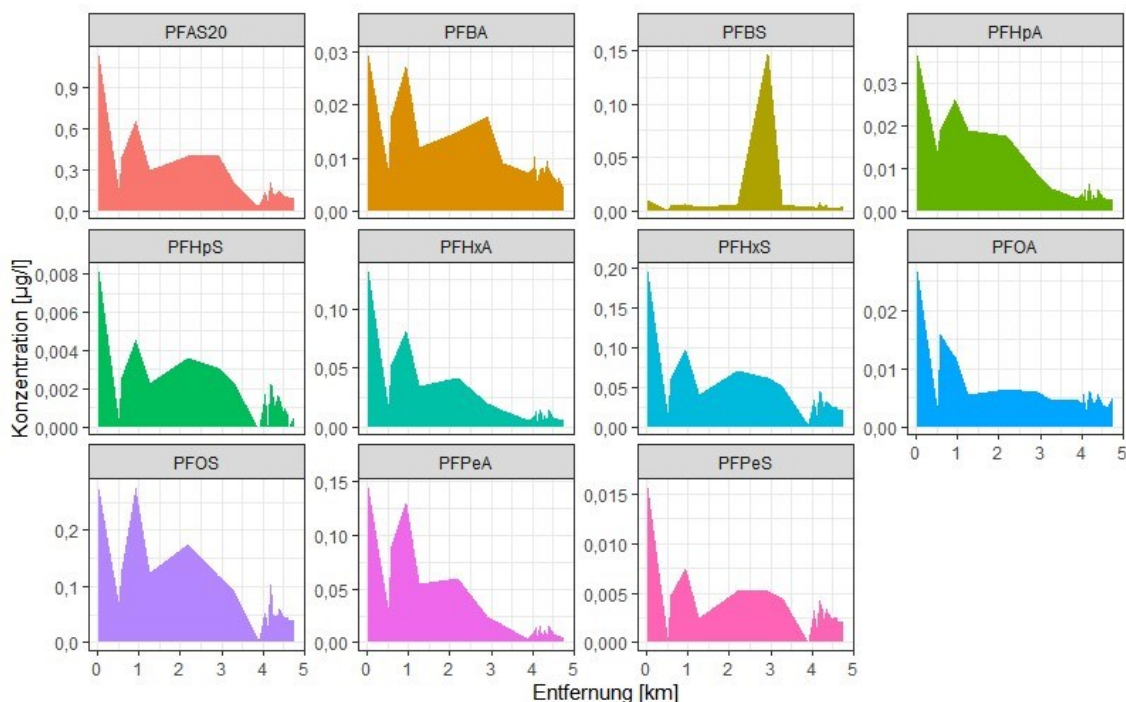 PFAS20 PFBA PFBS PFHpA
0,9 0,03 0,15 0,03
0,6 0,02 0,10 0,02
0,3 0,01 0,05 0,01
0,0 0,00 0,00 0,00
PFHpS PFHxA PFHxS PFOA
0,008 0,10 0,20 0,02
0,006 0,05 0,15 0,01
0,004 0,00 0,10 0,00
0,002 0,05
0,000 0,00
0 1 2 3 4 5
PFOS PFPeA PFPeS
0,2 0,15 0,015
0,1 0,10 0,010
0,0 0,05 0,005
0,00 0,000
0 1 2 3 4 5 0 1 2 3 4 5 0 1 2 3 4 5
Konzentration [µg/l]
Entfernung [km]